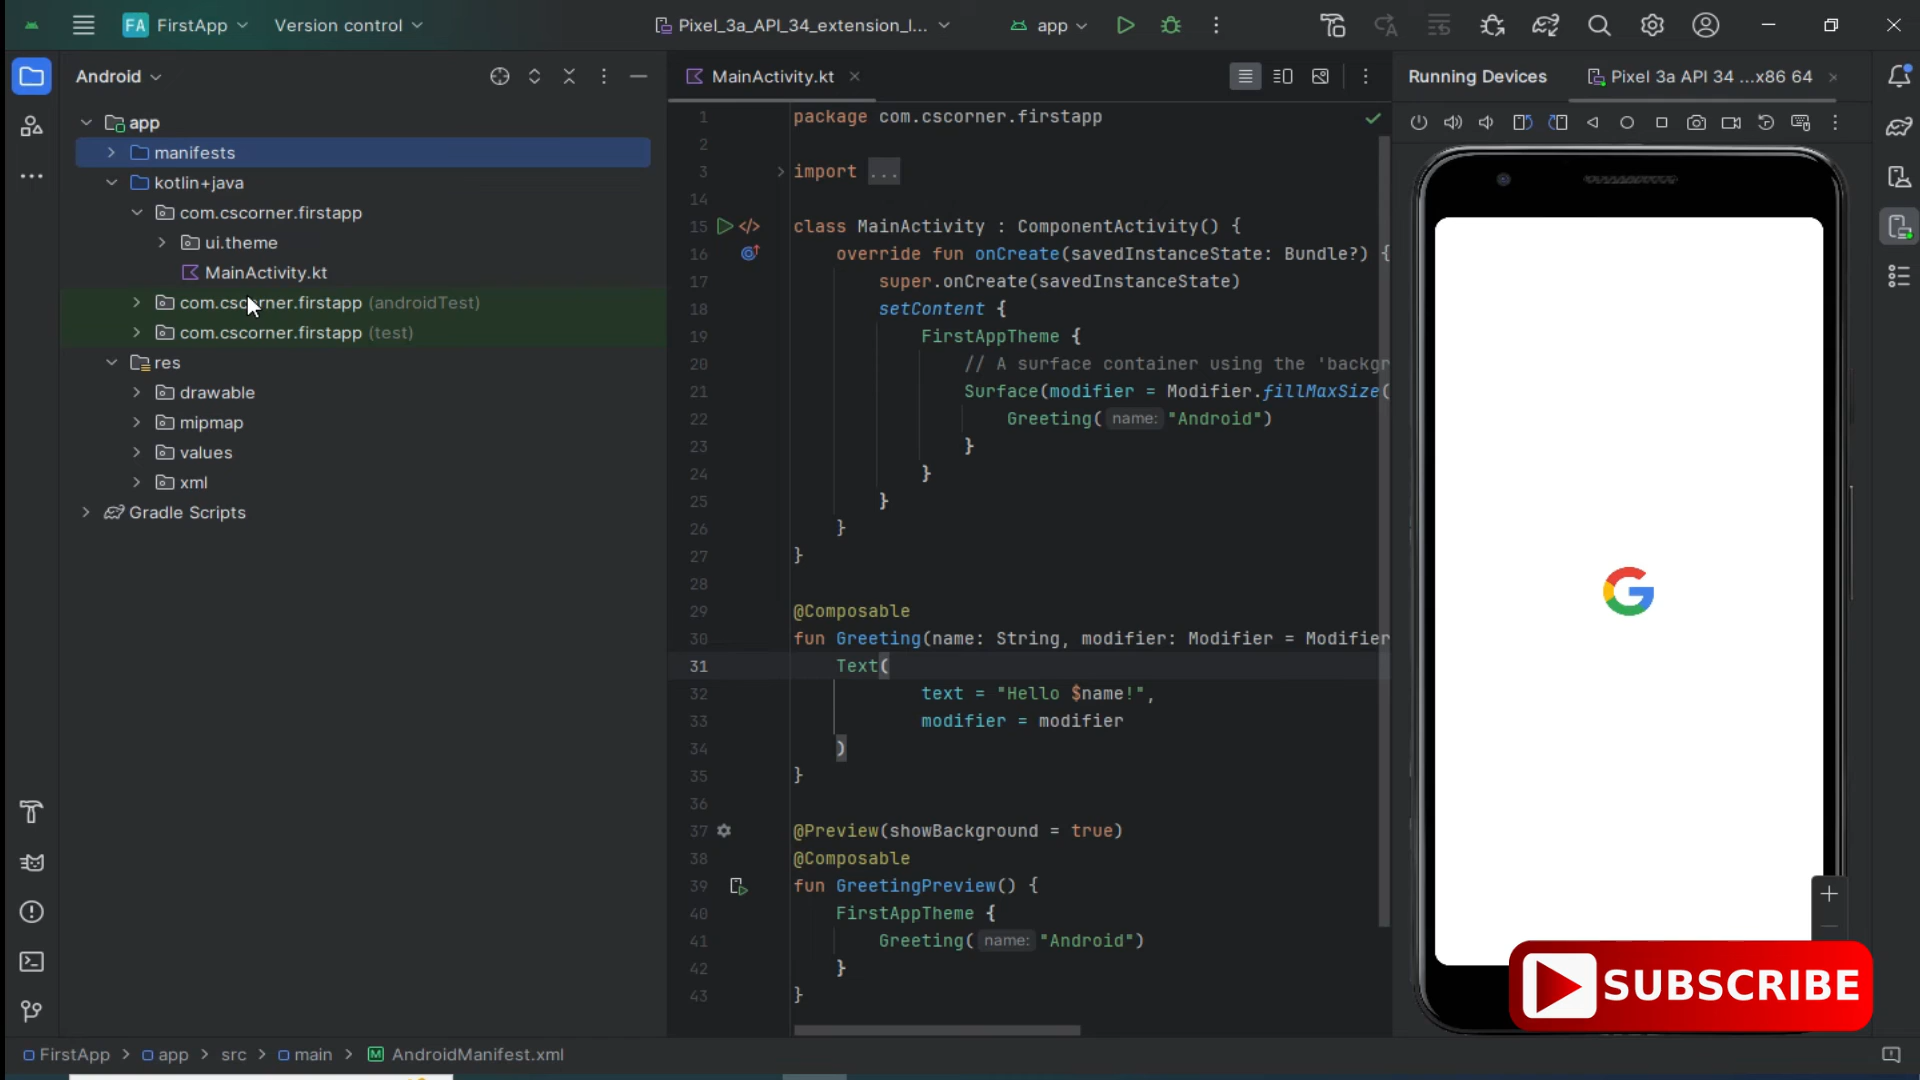 FA FirstApp Version control Pixel_3a_API_34_extension_l... app
Android
MainActivity.kt
Running Devices Pixel 3a API 34 ...x86 64
app
manifests
kotlin+java
com.cscorner.firstapp
ui.theme
MainActivity.kt
com.cscorner.firstapp (androidTest)
com.cscorner.firstapp (test)
res
drawable
mipmap
values
xml
Gradle Scripts
1 package com.cscorner.firstapp
2
3 import ...
14
15 class MainActivity : ComponentActivity() {
16 override fun onCreate(savedInstanceState: Bundle?) {
17 super.onCreate(savedInstanceState)
18 setContent {
19 FirstAppTheme {
20 // A surface container using the 'backgr
21 Surface(modifier = Modifier.fillMaxSize(
22 Greeting( name: "Android")
23 }
24 }
25 }
26 }
27 }
28
29 @Composable
30 fun Greeting(name: String, modifier: Modifier = Modifier
31 Text(
32 text = "Hello $name!",
33 modifier = modifier
34 )
35 }
36
37 @Preview(showBackground = true)
38 @Composable
39 fun GreetingPreview() {
40 FirstAppTheme {
41 Greeting( name: "Android")
42 }
43 }
G
SUBSCRIBE
FirstApp > app > src > main > M AndroidManifest.xml